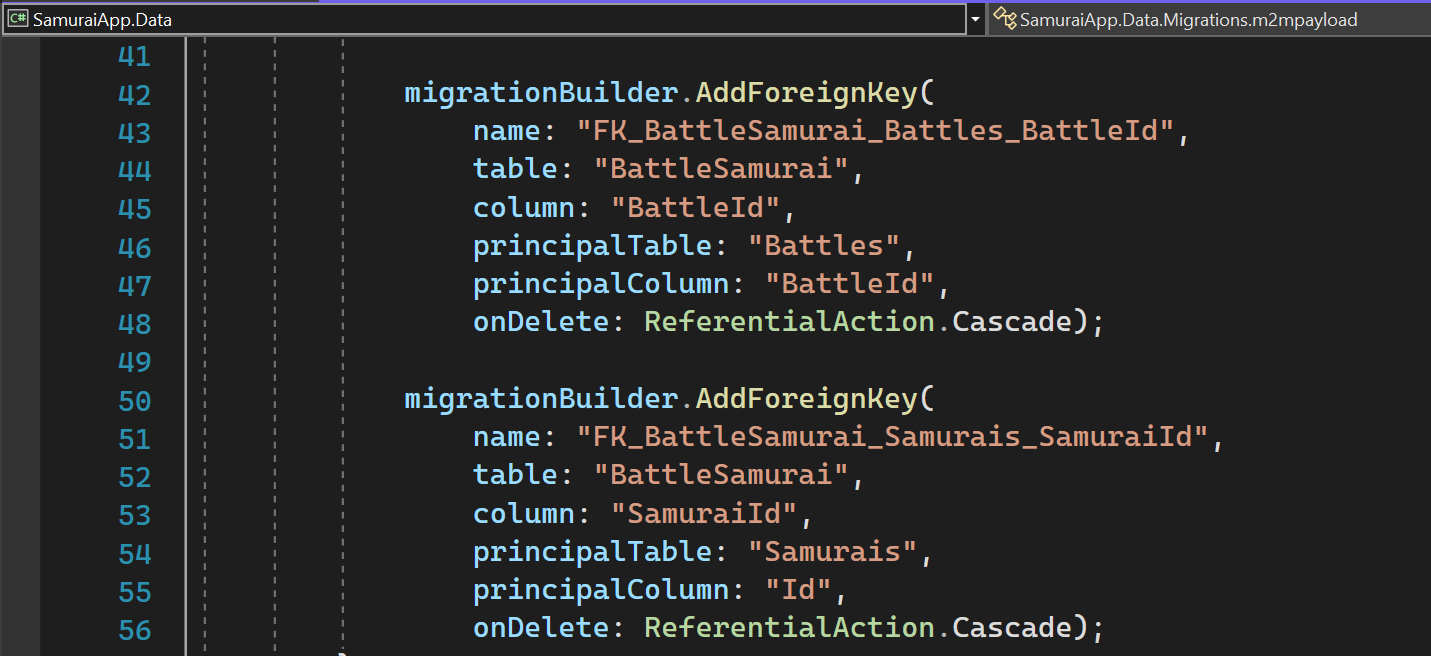 C# SamuraiApp.Data
SamuraiApp.Data.Migrations.m2mpayload
41
42 migrationBuilder.AddForeignKey(
43 name: "FK_BattleSamurai_Battles_BattleId",
44 table: "BattleSamurai",
45 column: "BattleId",
46 principalTable: "Battles",
47 principalColumn: "BattleId",
48 onDelete: ReferentialAction.Cascade);
49
50 migrationBuilder.AddForeignKey(
51 name: "FK_BattleSamurai_Samurais_SamuraiId",
52 table: "BattleSamurai",
53 column: "SamuraiId",
54 principalTable: "Samurais",
55 principalColumn: "Id",
56 onDelete: ReferentialAction.Cascade);